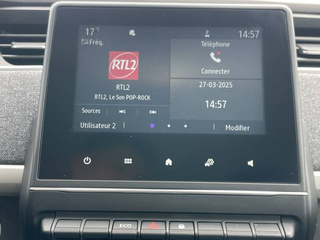 17°C
14:57
Fréq.
Téléphone
RTL2
Connecter
RTL2
RTL2, Le Son POP-ROCK
27-03-2025
14:57
Sources
Utilisateur 2
Modifier
ECO